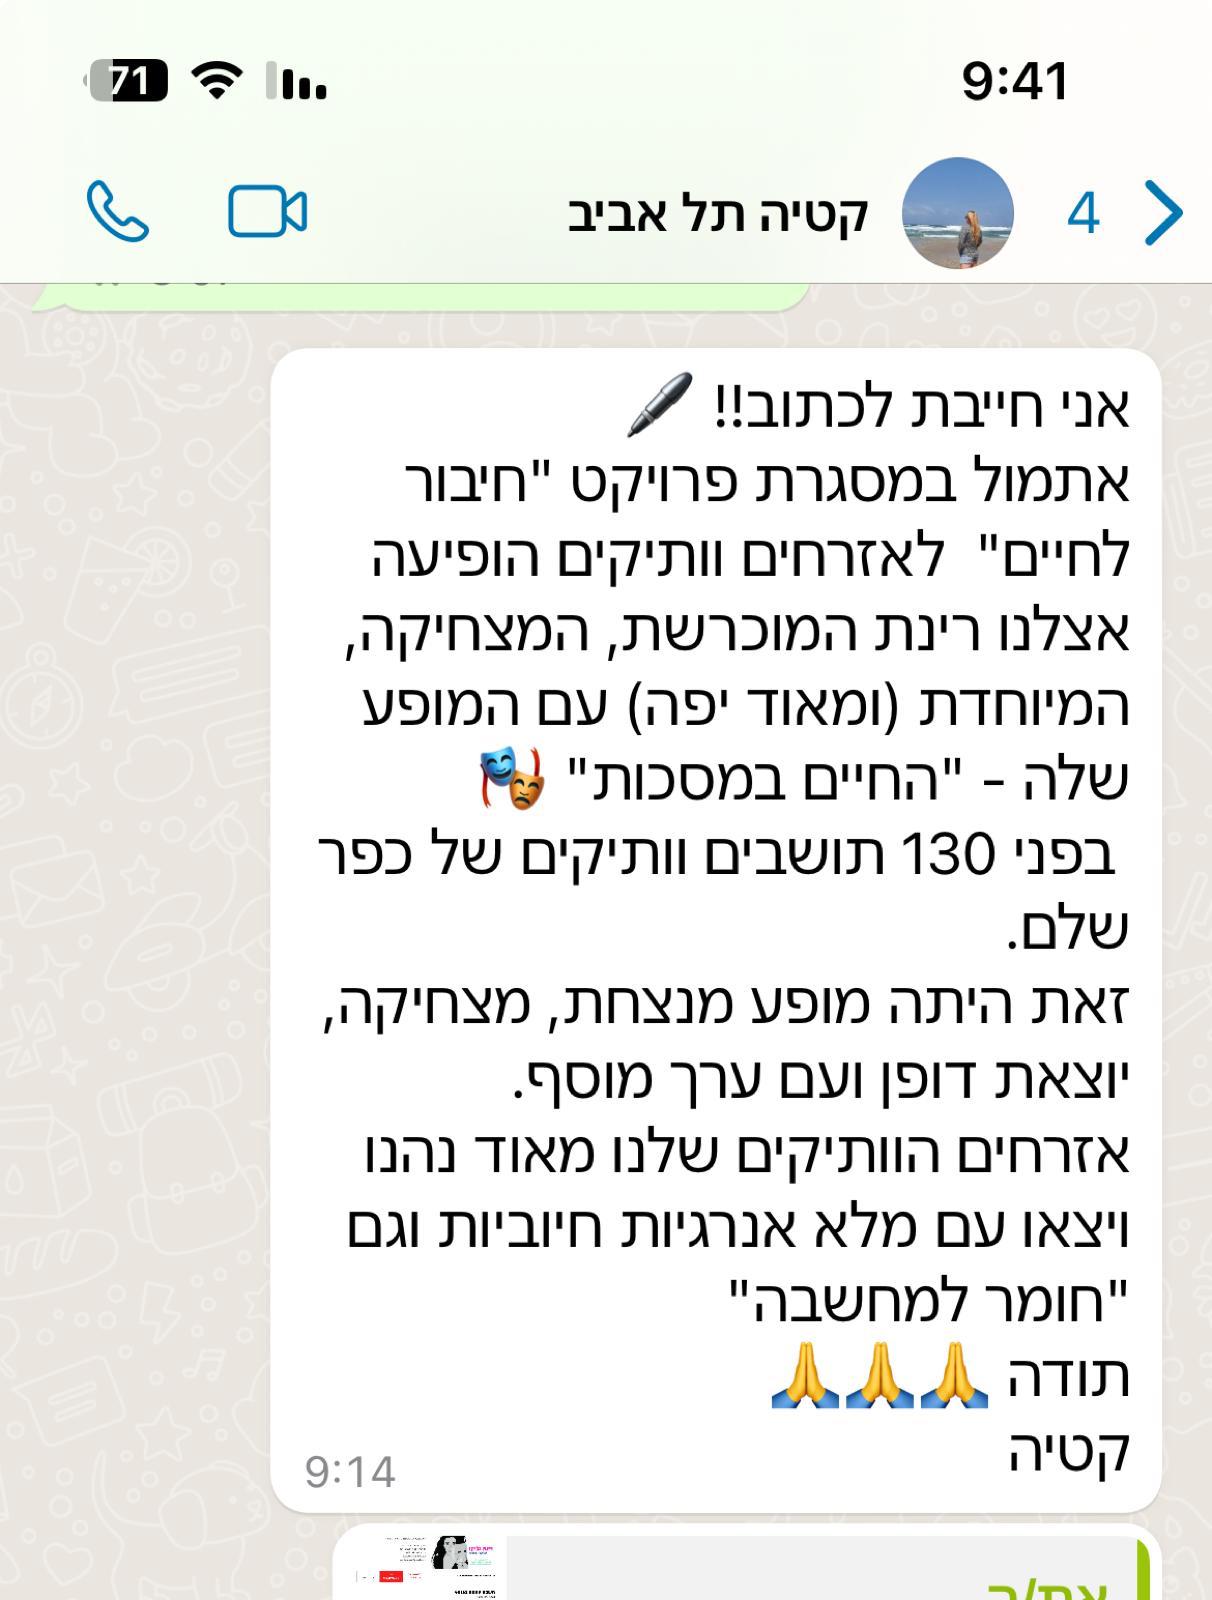 9:41
71
4
קטיה תל אביב
אני חייבת לכתוב!! 🖊️
אתמול במסגרת פרויקט "חיבור
לחיים"  לאזרחים וותיקים הופיעה
אצלנו רינת המוכרשת, המצחיקה,
המיוחדת (ומאוד יפה) עם המופע
שלה - "החיים במסכות" 🎭
בפני 130 תושבים וותיקים של כפר
שלם.
זאת היתה מופע מנצחת, מצחיקה,
יוצאת דופן ועם ערך מוסף.
אזרחים הוותיקים שלנו מאוד נהנו
ויצאו עם מלא אנרגיות חיוביות וגם
"חומר למחשבה"
תודה 🙏🙏🙏
קטיה
9:14
את/ה